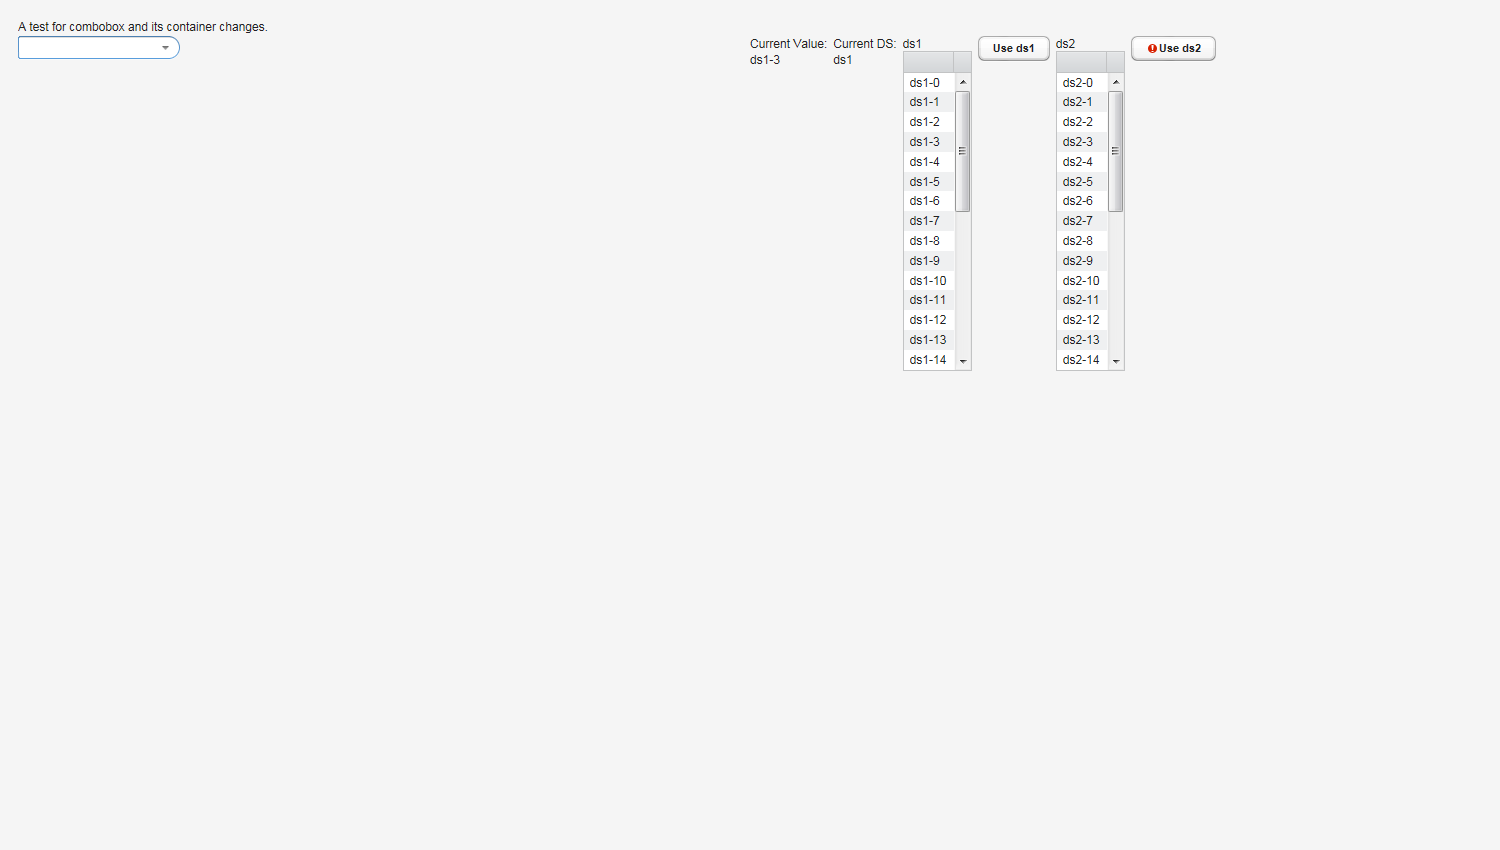 A test for combobox and its container changes.
Current Value:
ds1-3
Current DS:
ds1
ds1
ds1-0
ds1-1
ds1-2
ds1-3
ds1-4
ds1-5
ds1-6
ds1-7
ds1-8
ds1-9
ds1-10
ds1-11
ds1-12
ds1-13
ds1-14
Use ds1
ds2
ds2-0
ds2-1
ds2-2
ds2-3
ds2-4
ds2-5
ds2-6
ds2-7
ds2-8
ds2-9
ds2-10
ds2-11
ds2-12
ds2-13
ds2-14
Use ds2